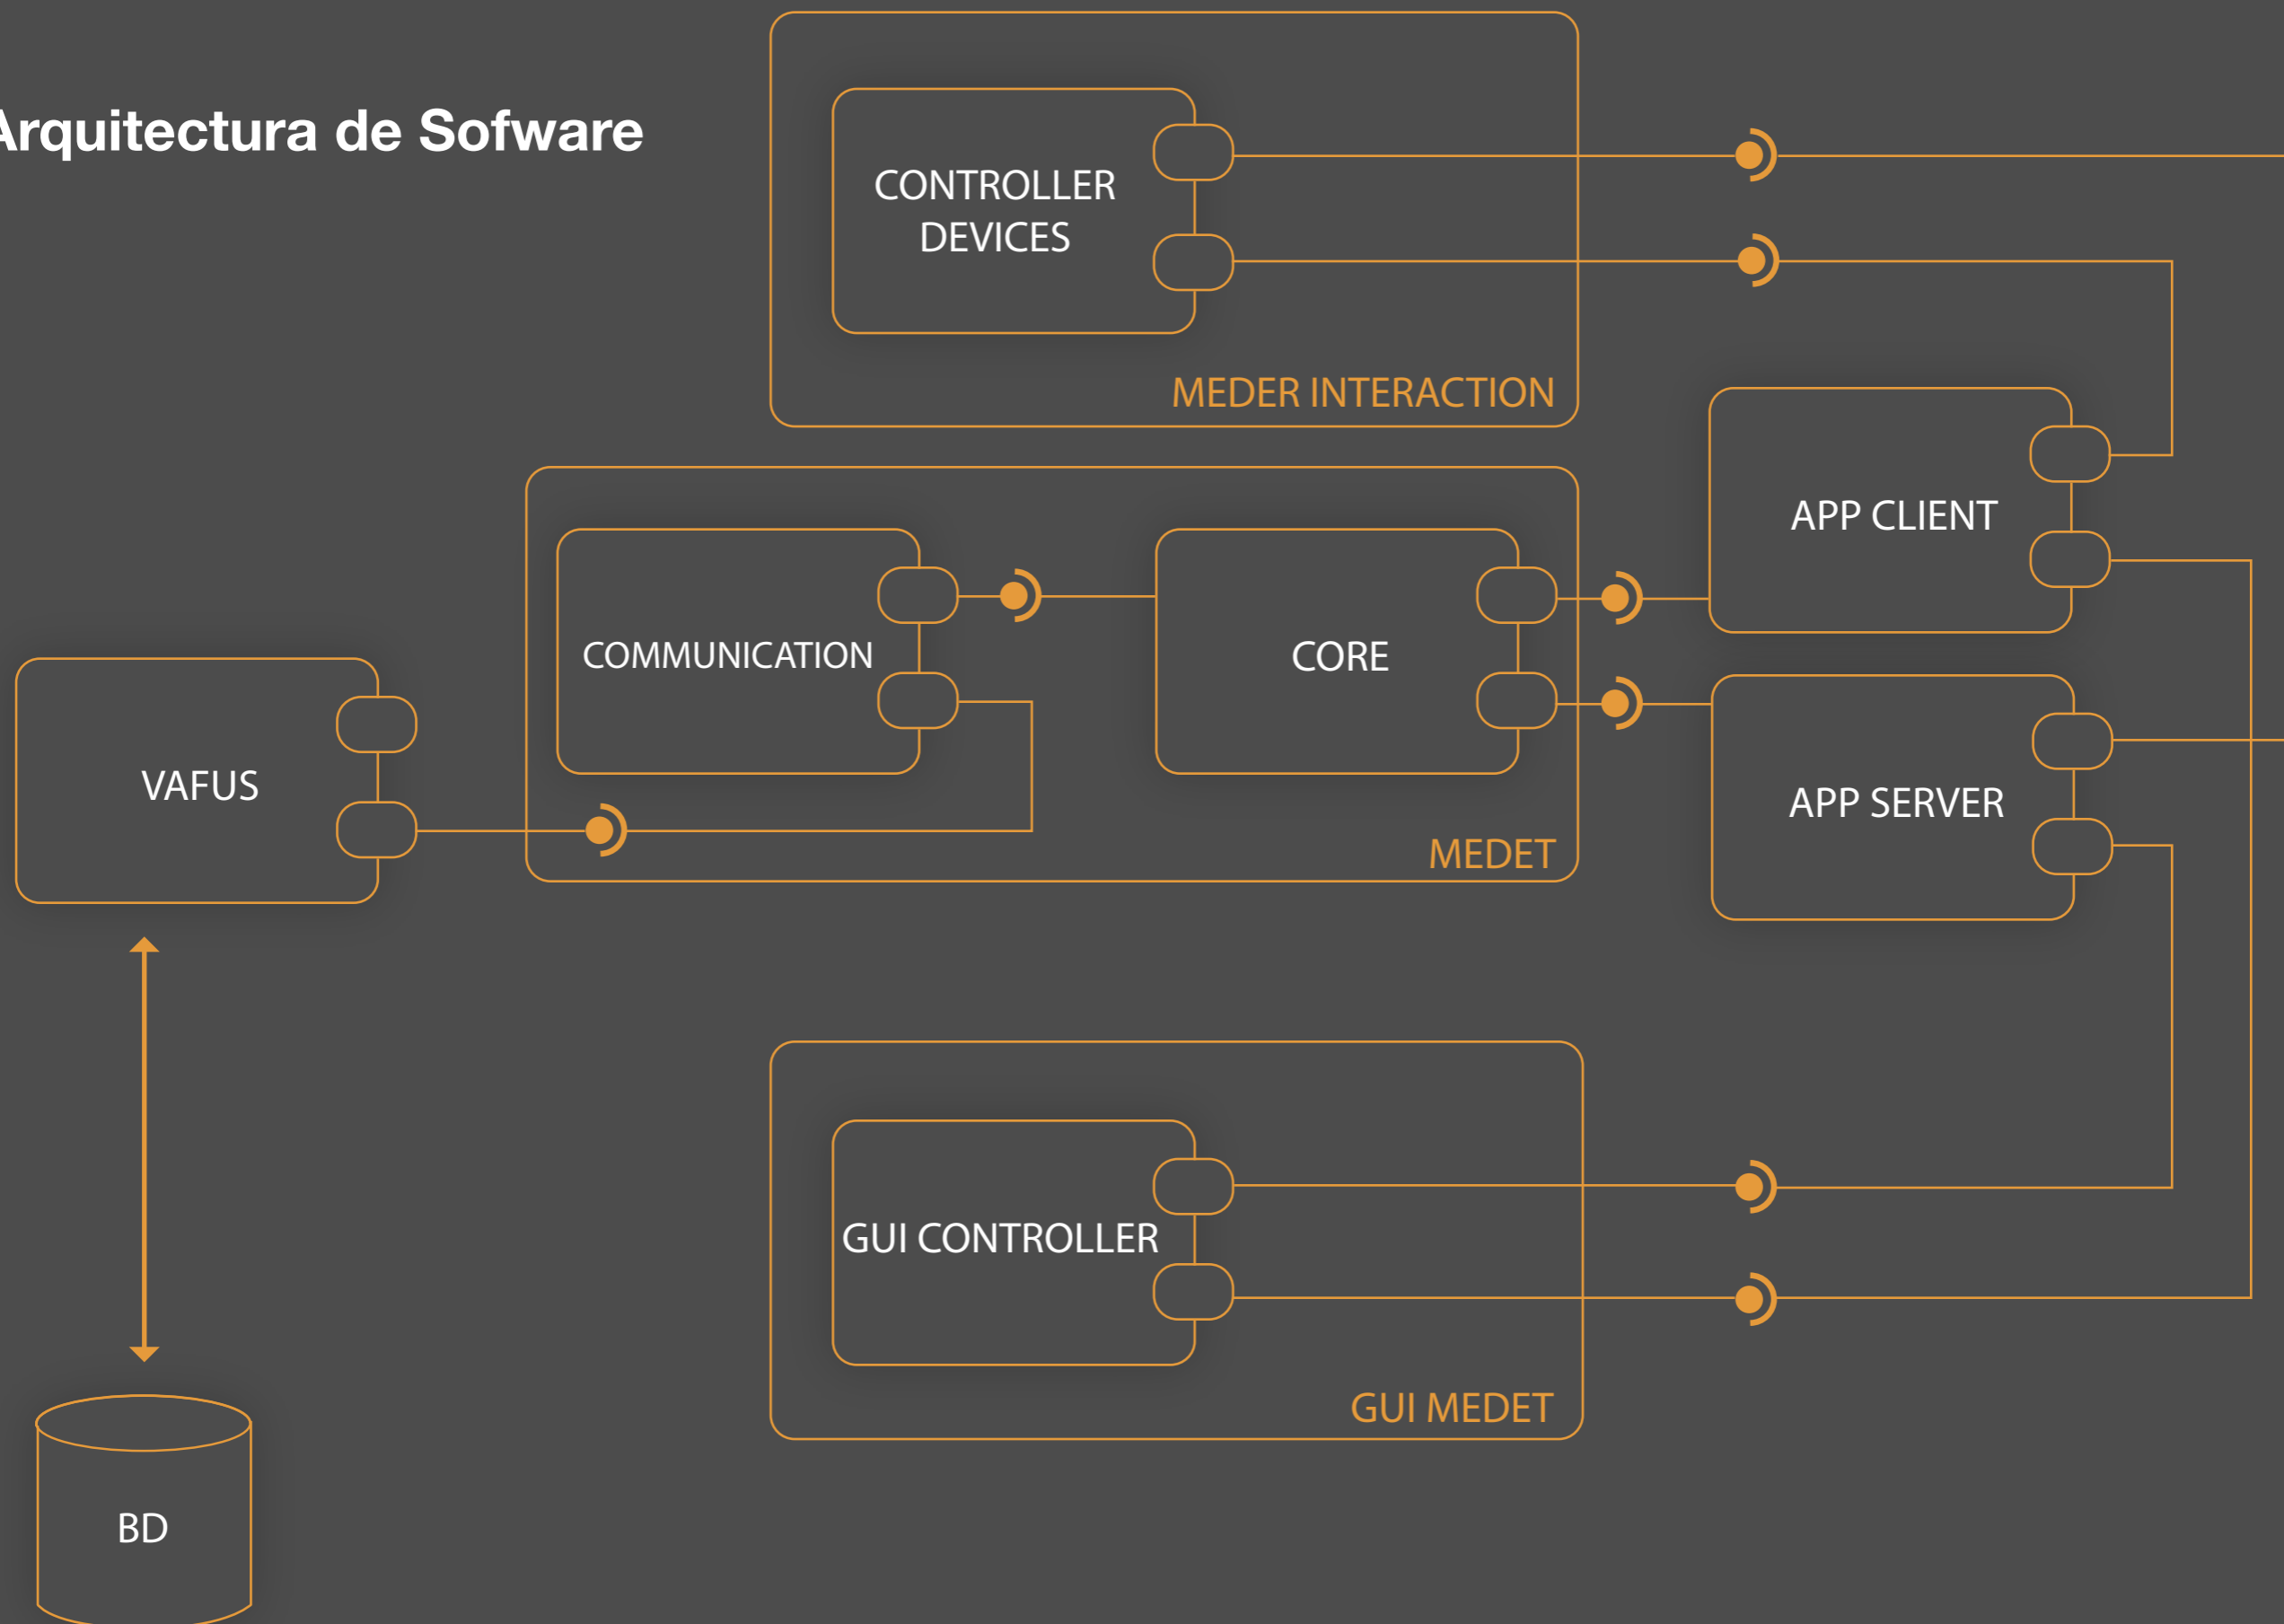 Arquitectura de Sofware
CONTROLLER
DEVICES
MEDER INTERACTION
APP CLIENT
COMMUNICATION
CORE
VAFUS
APP SERVER
MEDET
GUI CONTROLLER
GUI MEDET
BD